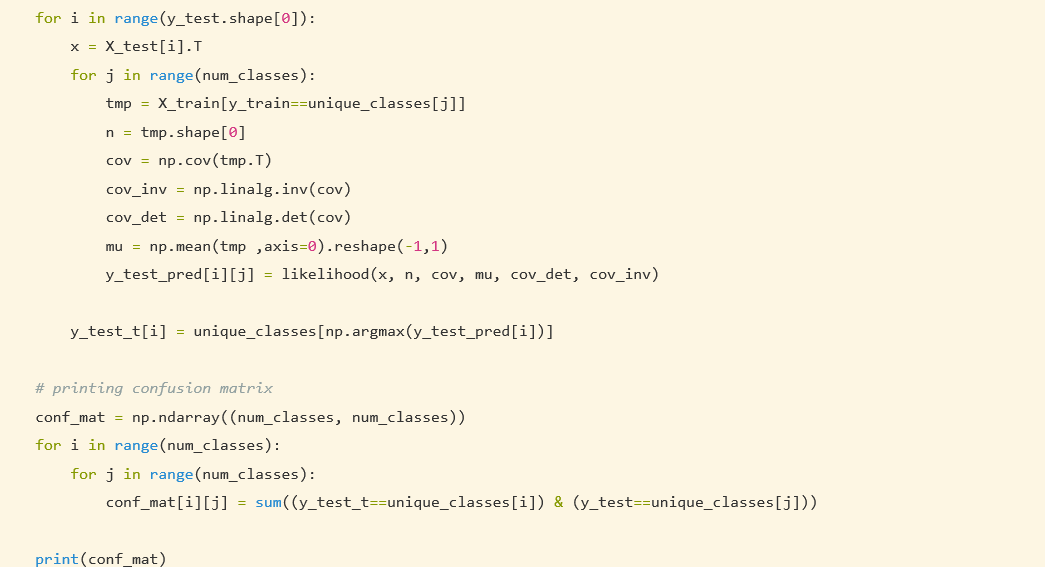 for i in range(y_test.shape[0]):
    x = X_test[i].T
    for j in range(num_classes):
        tmp = X_train[y_train==unique_classes[j]]
        n = tmp.shape[0]
        cov = np.cov(tmp.T)
        cov_inv = np.linalg.inv(cov)
        cov_det = np.linalg.det(cov)
        mu = np.mean(tmp ,axis=0).reshape(-1,1)
        y_test_pred[i][j] = likelihood(x, n, cov, mu, cov_det, cov_inv)
    y_test_t[i] = unique_classes[np.argmax(y_test_pred[i])]
# printing confusion matrix
conf_mat = np.ndarray((num_classes, num_classes))
for i in range(num_classes):
    for j in range(num_classes):
        conf_mat[i][j] = sum((y_test_t==unique_classes[i]) & (y_test==unique_classes[j]))
print(conf_mat)